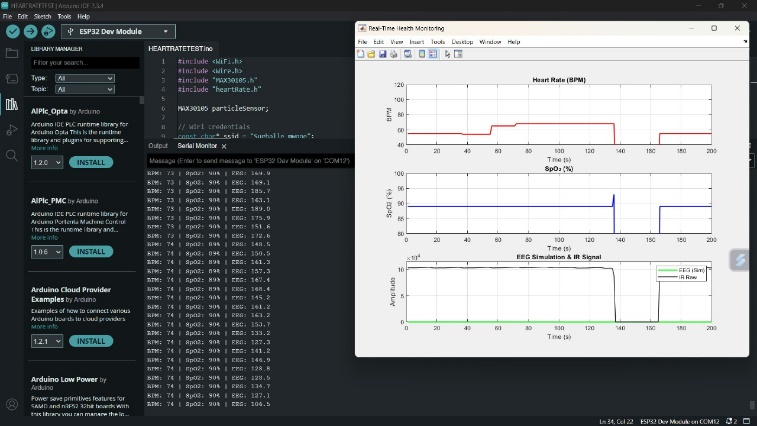 HEARTRATETEST | Arduino IDE 2.3.4
File Edit Sketch Tools Help
ESP32 Dev Module
LIBRARY MANAGER
Filter your search...
Type: All
Topic: All
AlPlc_Opta by Arduino
Arduino IDE PLC runtime library for
Arduino Opta This is the runtime
library and plugins for supporting...
More info
1.2.0 INSTALL
AlPlc_PMC by Arduino
Arduino IDE PLC runtime library for
Arduino Portenta Machine Control
This is the runtime library and...
More info
1.0.6 INSTALL
Arduino Cloud Provider
Examples by Arduino
Examples of how to connect various
Arduino boards to cloud providers
More info
1.2.1 INSTALL
Arduino Low Power by
Arduino
Power save primitives features for
SAMD and nRF52 32bit boards With
this library you can manage the lo...
HEARTRATETEST.ino
1 #include <WiFi.h>
2 #include <Wire.h>
3 #include "MAX30105.h"
4 #include "heartRate.h"
5
6 MAX30105 particleSensor;
7
8 // WiFi credentials
const char* ssid =
Output Serial Monitor
Message (Enter to send message to 'ESP32 Dev Module' on 'COM12')
BPM: 73 | SpO2: 90% | EEG: 169.9
BPM: 73 | SpO2: 90% | EEG: 169.1
BPM: 73 | SpO2: 90% | EEG: 185.7
BPM: 73 | SpO2: 90% | EEG: 163.1
BPM: 73 | SpO2: 90% | EEG: 189.0
BPM: 73 | SpO2: 90% | EEG: 175.9
BPM: 73 | SpO2: 90% | EEG: 151.6
BPM: 73 | SpO2: 90% | EEG: 172.6
BPM: 74 | SpO2: 89% | EEG: 148.5
BPM: 74 | SpO2: 90% | EEG: 150.5
BPM: 74 | SpO2: 90% | EEG: 141.3
BPM: 74 | SpO2: 90% | EEG: 157.3
BPM: 74 | SpO2: 90% | EEG: 167.4
BPM: 74 | SpO2: 90% | EEG: 168.4
BPM: 74 | SpO2: 90% | EEG: 145.2
BPM: 74 | SpO2: 90% | EEG: 161.2
BPM: 74 | SpO2: 90% | EEG: 163.2
BPM: 74 | SpO2: 90% | EEG: 153.7
BPM: 74 | SpO2: 90% | EEG: 133.2
BPM: 74 | SpO2: 90% | EEG: 127.3
BPM: 74 | SpO2: 90% | EEG: 141.2
BPM: 74 | SpO2: 90% | EEG: 146.9
BPM: 74 | SpO2: 90% | EEG: 128.8
BPM: 74 | SpO2: 90% | EEG: 128.5
BPM: 74 | SpO2: 90% | EEG: 134.7
BPM: 74 | SpO2: 90% | EEG: 127.1
BPM: 74 | SpO2: 90% | EEG: 106.5
Real-Time Health Monitoring
File Edit View Insert Tools Desktop Window Help
Heart Rate (BPM)
BPM
120
100
80
60
40
0 20 40 60 80 100 120 140 160 180 200
Time (s)
SpO₂ (%)
SpO2 (%)
100
95
90
85
80
0 20 40 60 80 100 120 140 160 180 200
Time (s)
EEG Simulation & IR Signal
×10⁴
Amplitude
10
5
0
EEG (Sim)
IR Raw
0 20 40 60 80 100 120 140 160 180 200
Time (s)
Ln 34, Col 22 ESP32 Dev Module on COM12 2